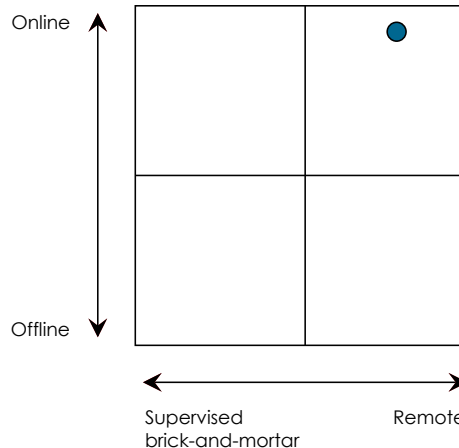 Online
Offline
Supervised
brick-and-mortar
Remote